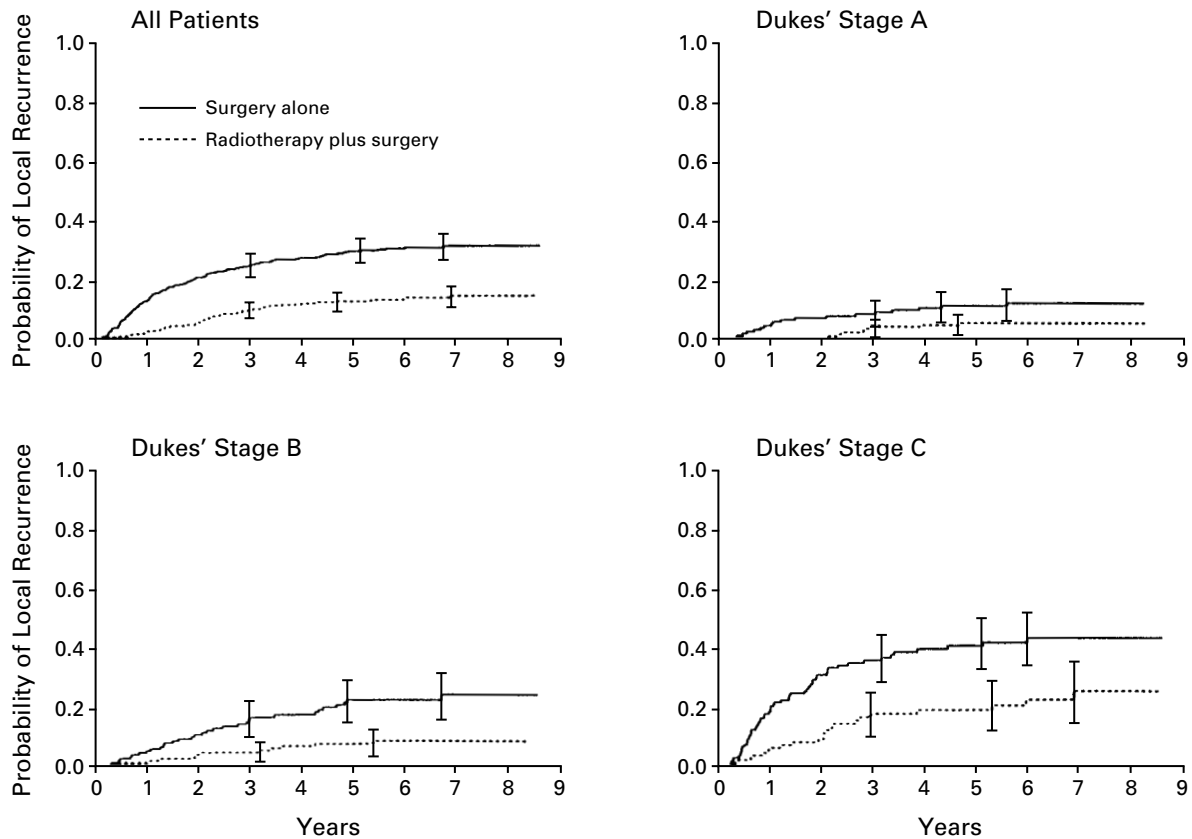 All Patients
Probability of Local Recurrence
1.0
0.8
0.6
0.4
0.2
0.0
Surgery alone
Radiotherapy plus surgery
0 1 2 3 4 5 6 7 8 9
Dukes’ Stage A
1.0
0.8
0.6
0.4
0.2
0.0
0 1 2 3 4 5 6 7 8 9
Dukes’ Stage B
Probability of Local Recurrence
1.0
0.8
0.6
0.4
0.2
0.0
0 1 2 3 4 5 6 7 8 9
Years
Dukes’ Stage C
1.0
0.8
0.6
0.4
0.2
0.0
0 1 2 3 4 5 6 7 8 9
Years